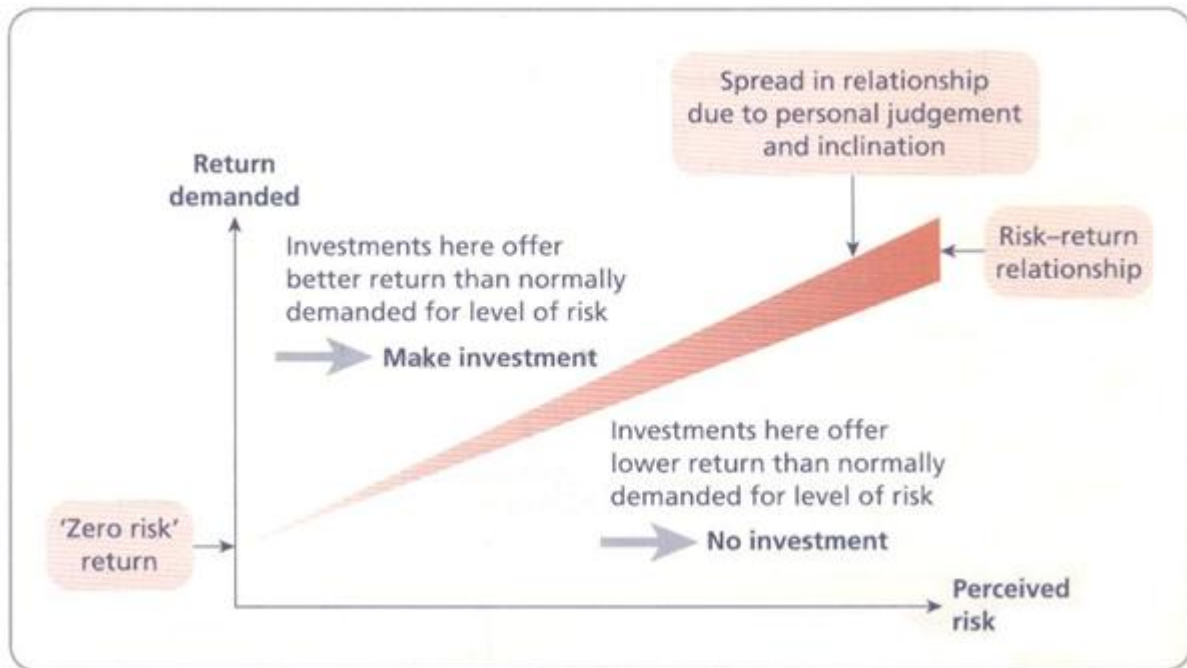 Spread in relationship
due to personal judgement
and inclination
Return
demanded
Investments here offer
better return than normally
demanded for level of risk
Make investment
Risk–return
relationship
Investments here offer
lower return than normally
demanded for level of risk
No investment
'Zero risk'
return
Perceived
risk